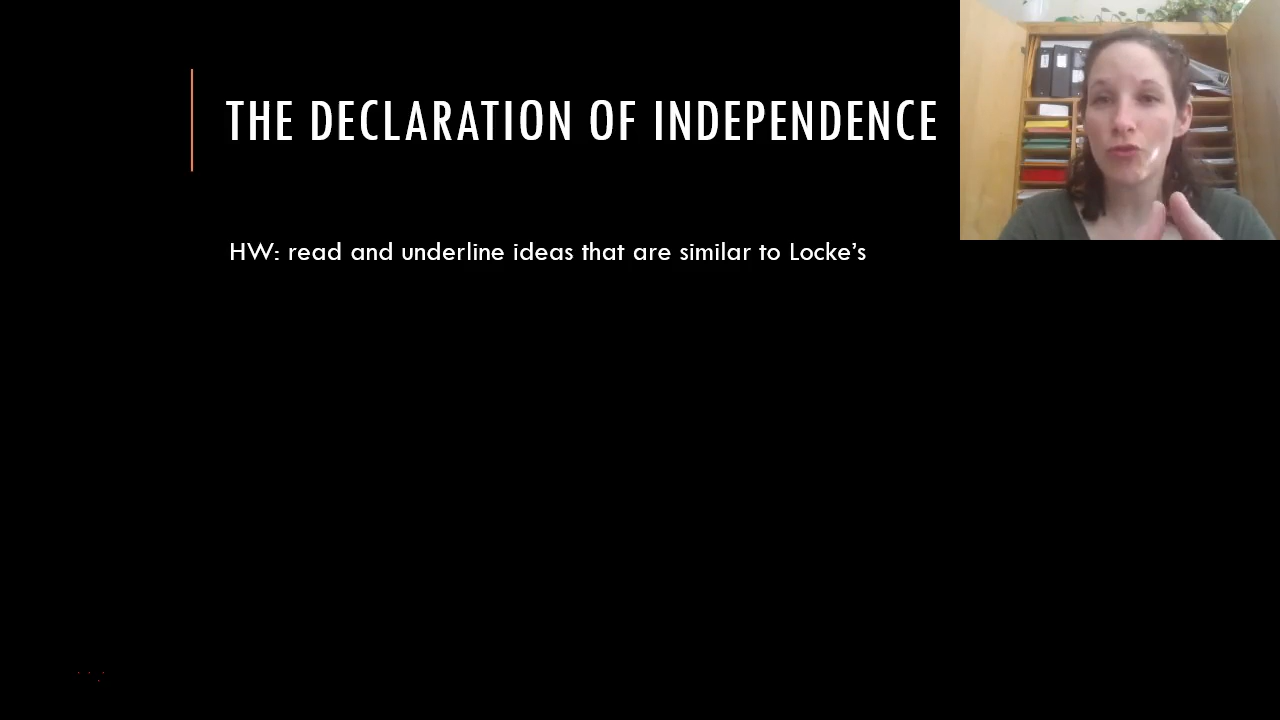 THE DECLARATION OF INDEPENDENCE
HW: read and underline ideas that are similar to Locke’s